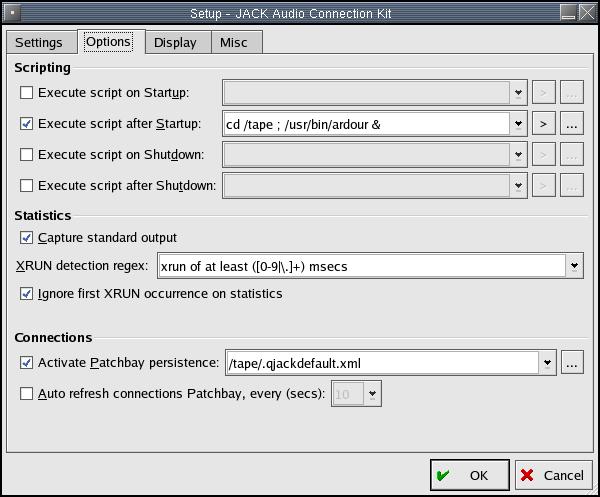 Setup - JACK Audio Connection Kit
Settings Options Display Misc
Scripting
Execute script on Startup: > ...
Execute script after Startup: cd /tape ; /usr/bin/ardour & > ...
Execute script on Shutdown: > ...
Execute script after Shutdown: > ...
Statistics
Capture standard output
XRUN detection regex: xrun of at least ([0-9|\.]+) msecs
Ignore first XRUN occurrence on statistics
Connections
Activate Patchbay persistence: /tape/.qjackdefault.xml ...
Auto refresh connections Patchbay, every (secs): 10
OK Cancel